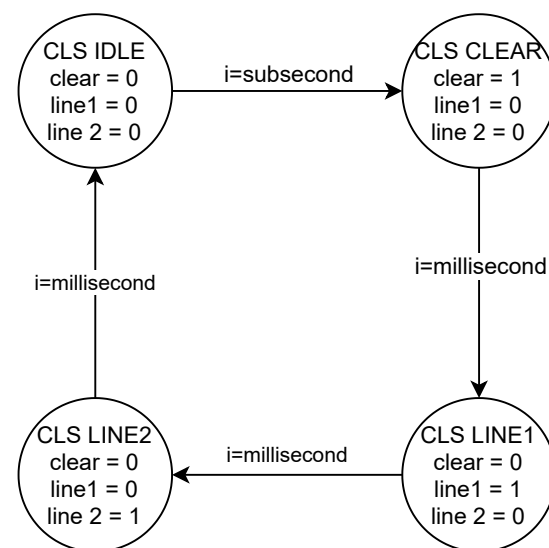 CLS IDLE
clear = 0
line1 = 0
line 2 = 0
i=subsecond
CLS CLEAR
clear = 1
line1 = 0
line 2 = 0
i=millisecond
i=millisecond
CLS LINE2
clear = 0
line1 = 0
line 2 = 1
i=millisecond
CLS LINE1
clear = 0
line1 = 1
line 2 = 0